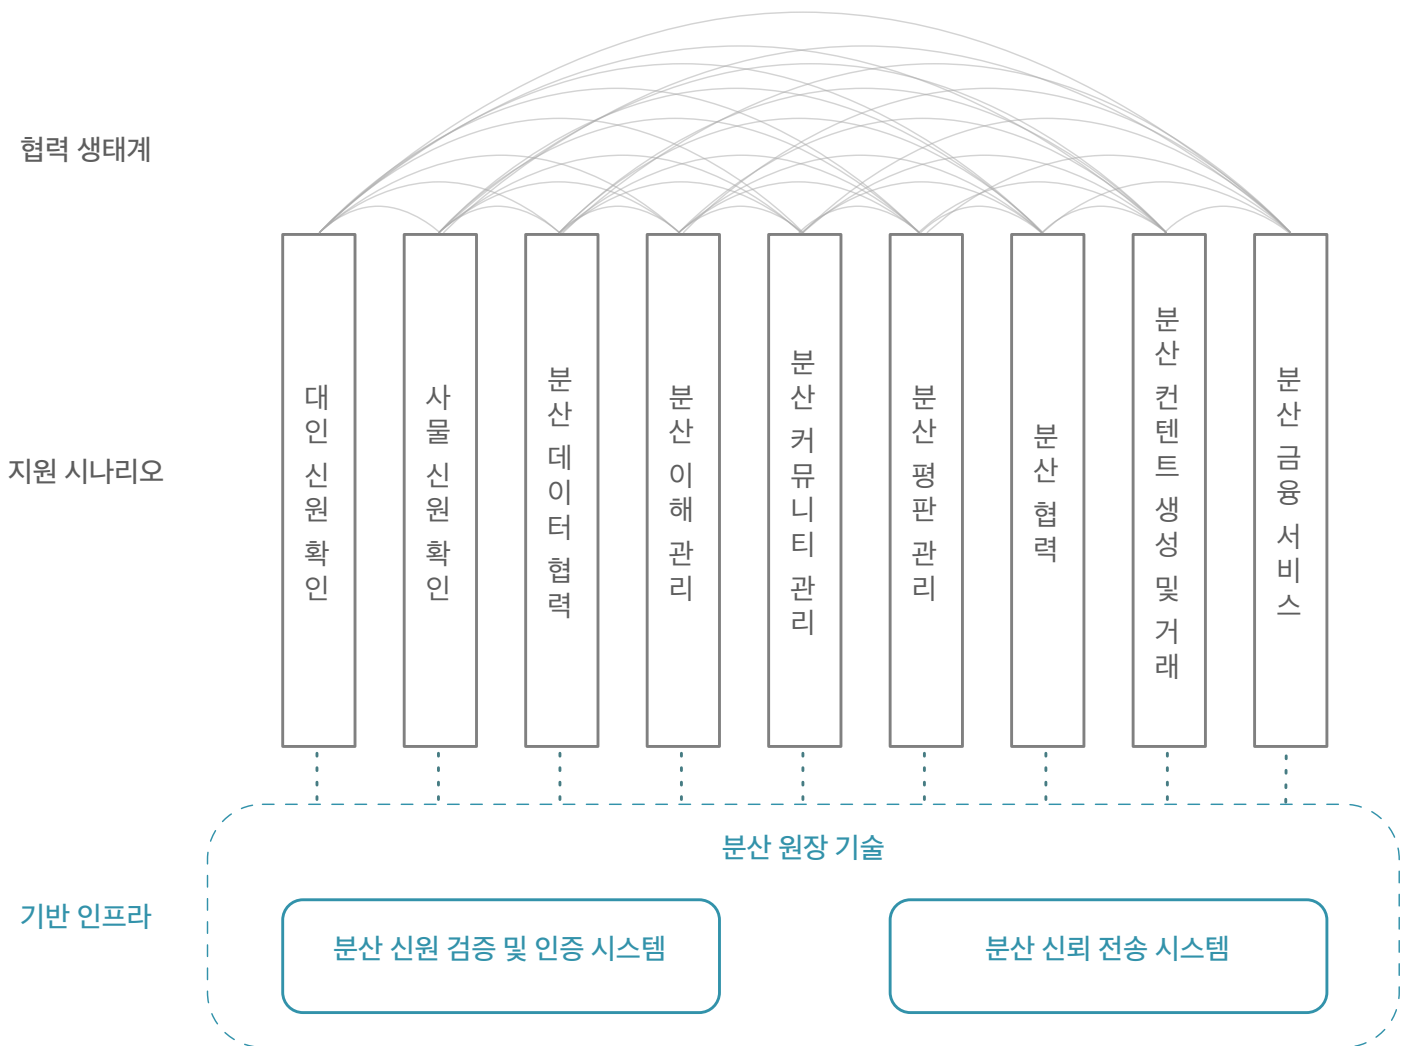 협력 생태계
지원 시나리오
대인 신원 확인
사물 신원 확인
분산 데이터 협력
분산 이해 관리
분산 커뮤니티 관리
분산 평판 관리
분산 협력
분산 컨텐트 생성 및 거래
분산 금융 서비스
분산 원장 기술
기반 인프라
분산 신원 검증 및 인증 시스템
분산 신뢰 전송 시스템